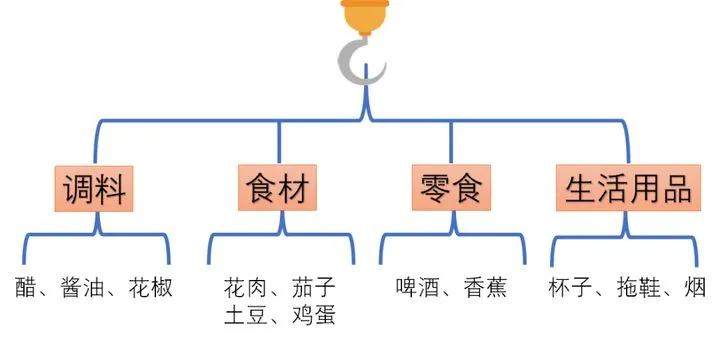 调料
食材
零食
生活用品
醋、酱油、花椒
花肉、茄子
土豆、鸡蛋
啤酒、香蕉
杯子、拖鞋、烟